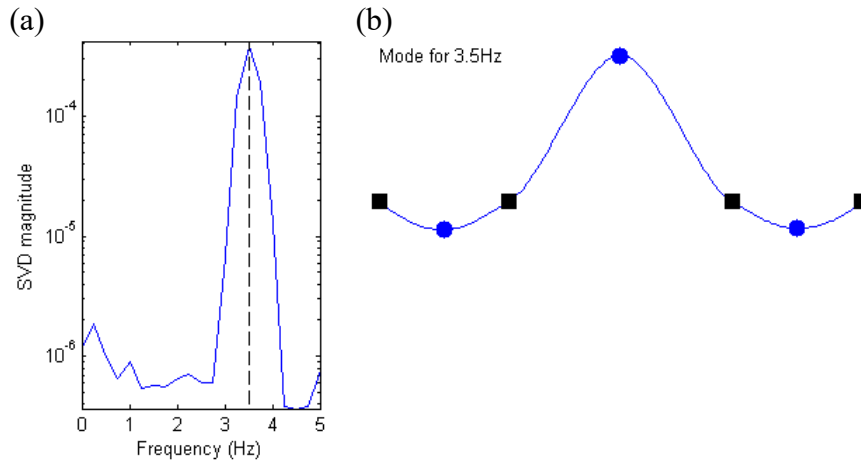 (a)
(b)
Mode for 3.5Hz
10^-4
10^-5
10^-6
SVD magnitude
0 1 2 3 4 5
Frequency (Hz)